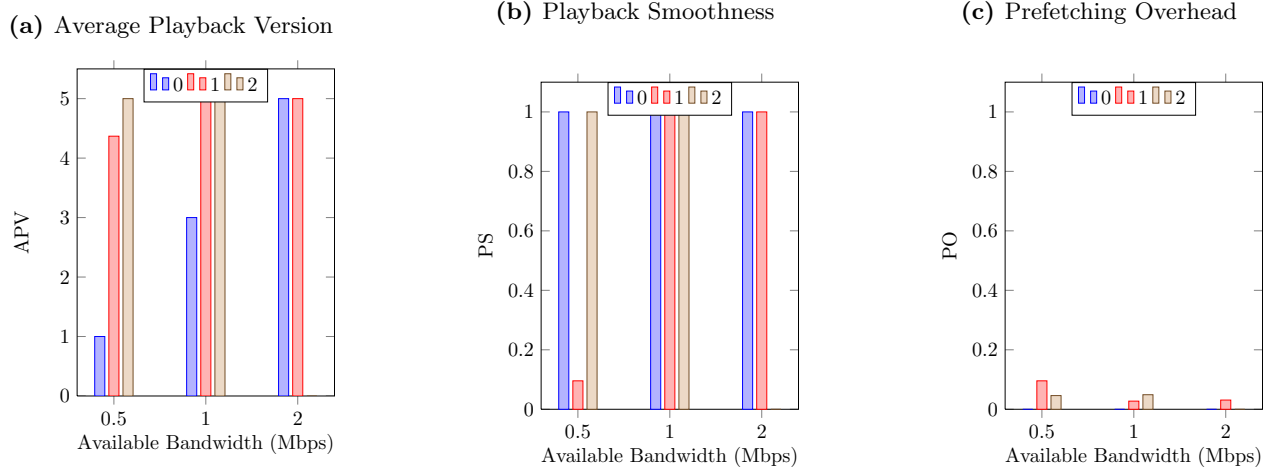 (a) Average Playback Version
0 1 2
5
4
3
2
1
0
APV
0.5 1 2
Available Bandwidth (Mbps)
(b) Playback Smoothness
0 1 2
1
0.8
0.6
0.4
0.2
0
PS
0.5 1 2
Available Bandwidth (Mbps)
(c) Prefetching Overhead
0 1 2
1
0.8
0.6
0.4
0.2
0
PO
0.5 1 2
Available Bandwidth (Mbps)